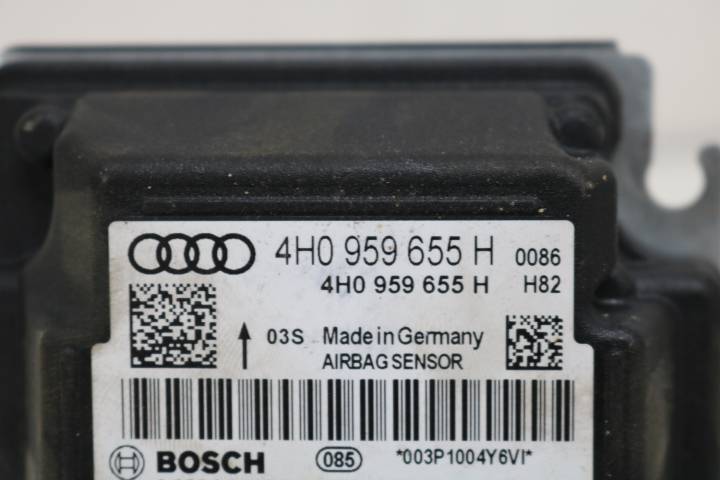 4H0 959 655 H 0086
4H0 959 655 H H82
03S Made in Germany
AIRBAG SENSOR
BOSCH 085 *003P1004Y6VI*